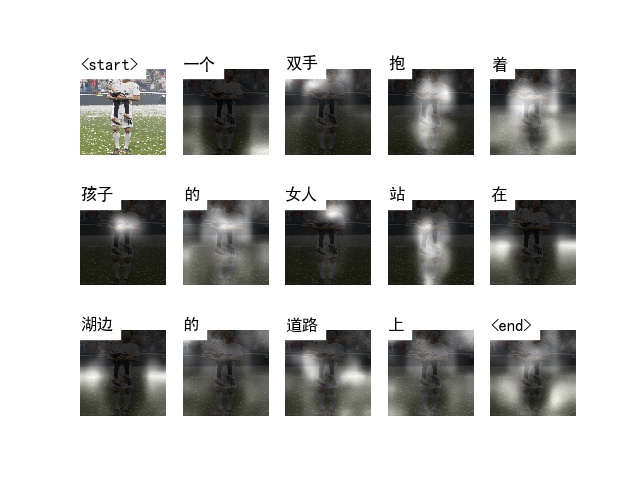 <start> 一个 双手 抱 着
孩子 的 女人 站 在
湖边 的 道路 上 <end>